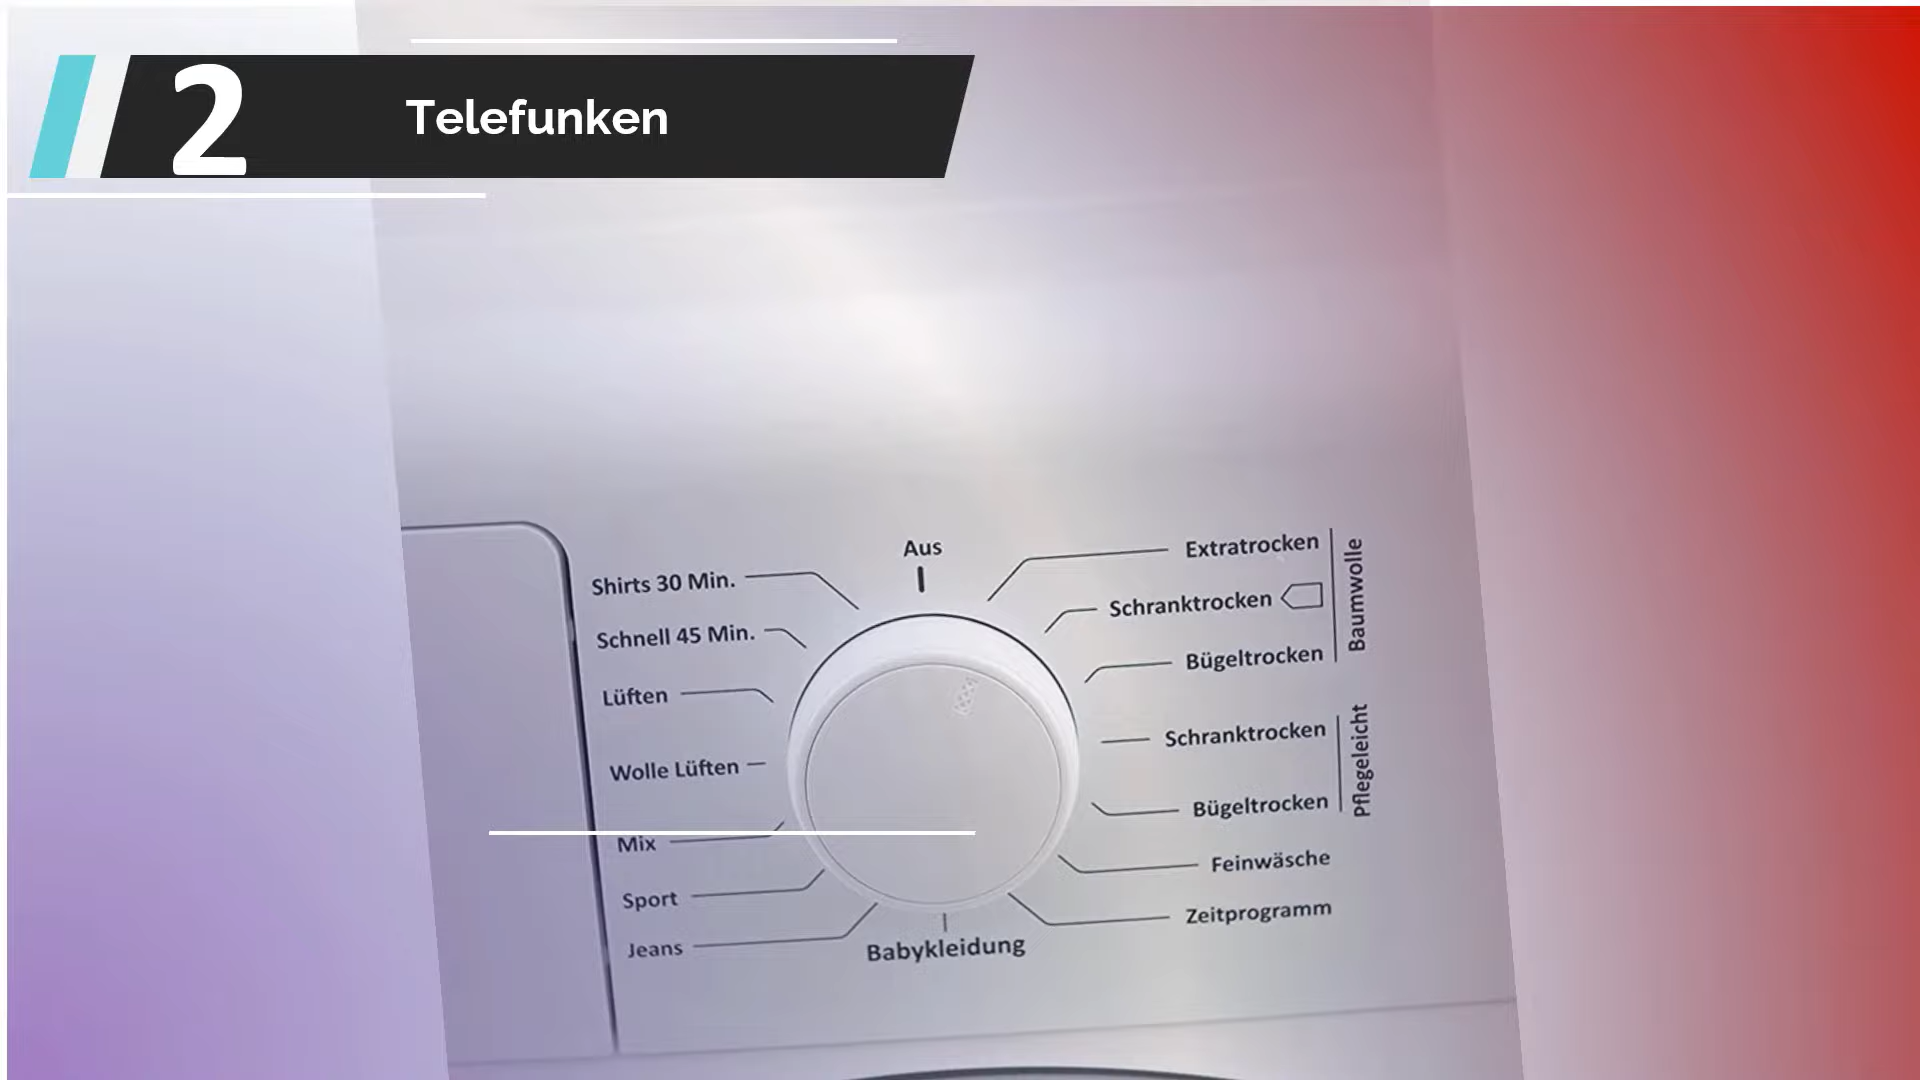 2
Telefunken
Aus
Extratrocken
Schranktrocken
Bügeltrocken
Baumwolle
Schranktrocken
Bügeltrocken
Pflegeleicht
Feinwäsche
Zeitprogramm
Babykleidung
Jeans
Sport
Mix
Wolle Lüften
Lüften
Schnell 45 Min.
Shirts 30 Min.